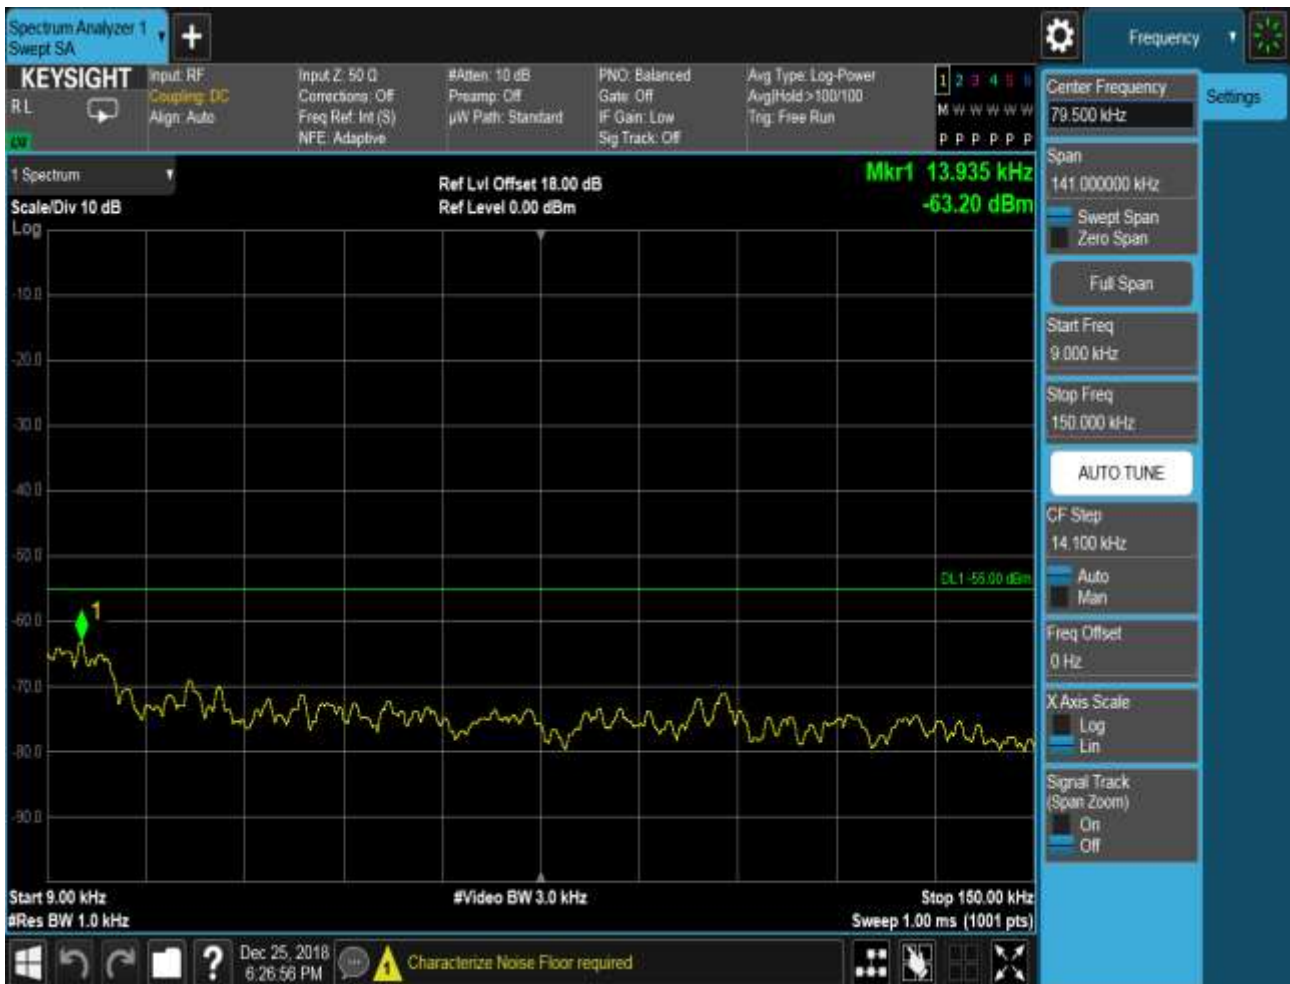 Spectrum Analyzer 1
Swept SA
Frequency
KEYSIGHT
R L
Input: RF
Coupling: DC
Align: Auto
Input Z: 50 Ω
Corrections: Off
Freq Ref: Int (S)
NFE: Adaptive
#Atten: 10 dB
Preamp: Off
µW Path: Standard
PNO: Balanced
Gate: Off
IF Gain: Low
Sig Track: Off
Avg Type: Log-Power
Avg|Hold:>100/100
Trig: Free Run
1 2 3 4 5 6
M W W W W W
P P P P P P
Center Frequency
79.500 kHz
Settings
Span
141.000000 kHz
Swept Span
Zero Span
Full Span
Start Freq
9.000 kHz
Stop Freq
150.000 kHz
AUTO TUNE
CF Step
14.100 kHz
Auto
Man
Freq Offset
0 Hz
X Axis Scale
Log
Lin
Signal Track
(Span Zoom)
On
Off
1 Spectrum
Scale/Div 10 dB
Log
Ref Lvl Offset 18.00 dB
Ref Level 0.00 dBm
Mkr1 13.935 kHz
-63.20 dBm
-10.0
-20.0
-30.0
-40.0
-50.0
DL1 -55.00 dBm
1
-60.0
-70.0
-80.0
-90.0
Start 9.00 kHz
#Video BW 3.0 kHz
Stop 150.00 kHz
#Res BW 1.0 kHz
Sweep 1.00 ms (1001 pts)
?
Dec 25, 2018
6:26:56 PM
1
Characterize Noise Floor required